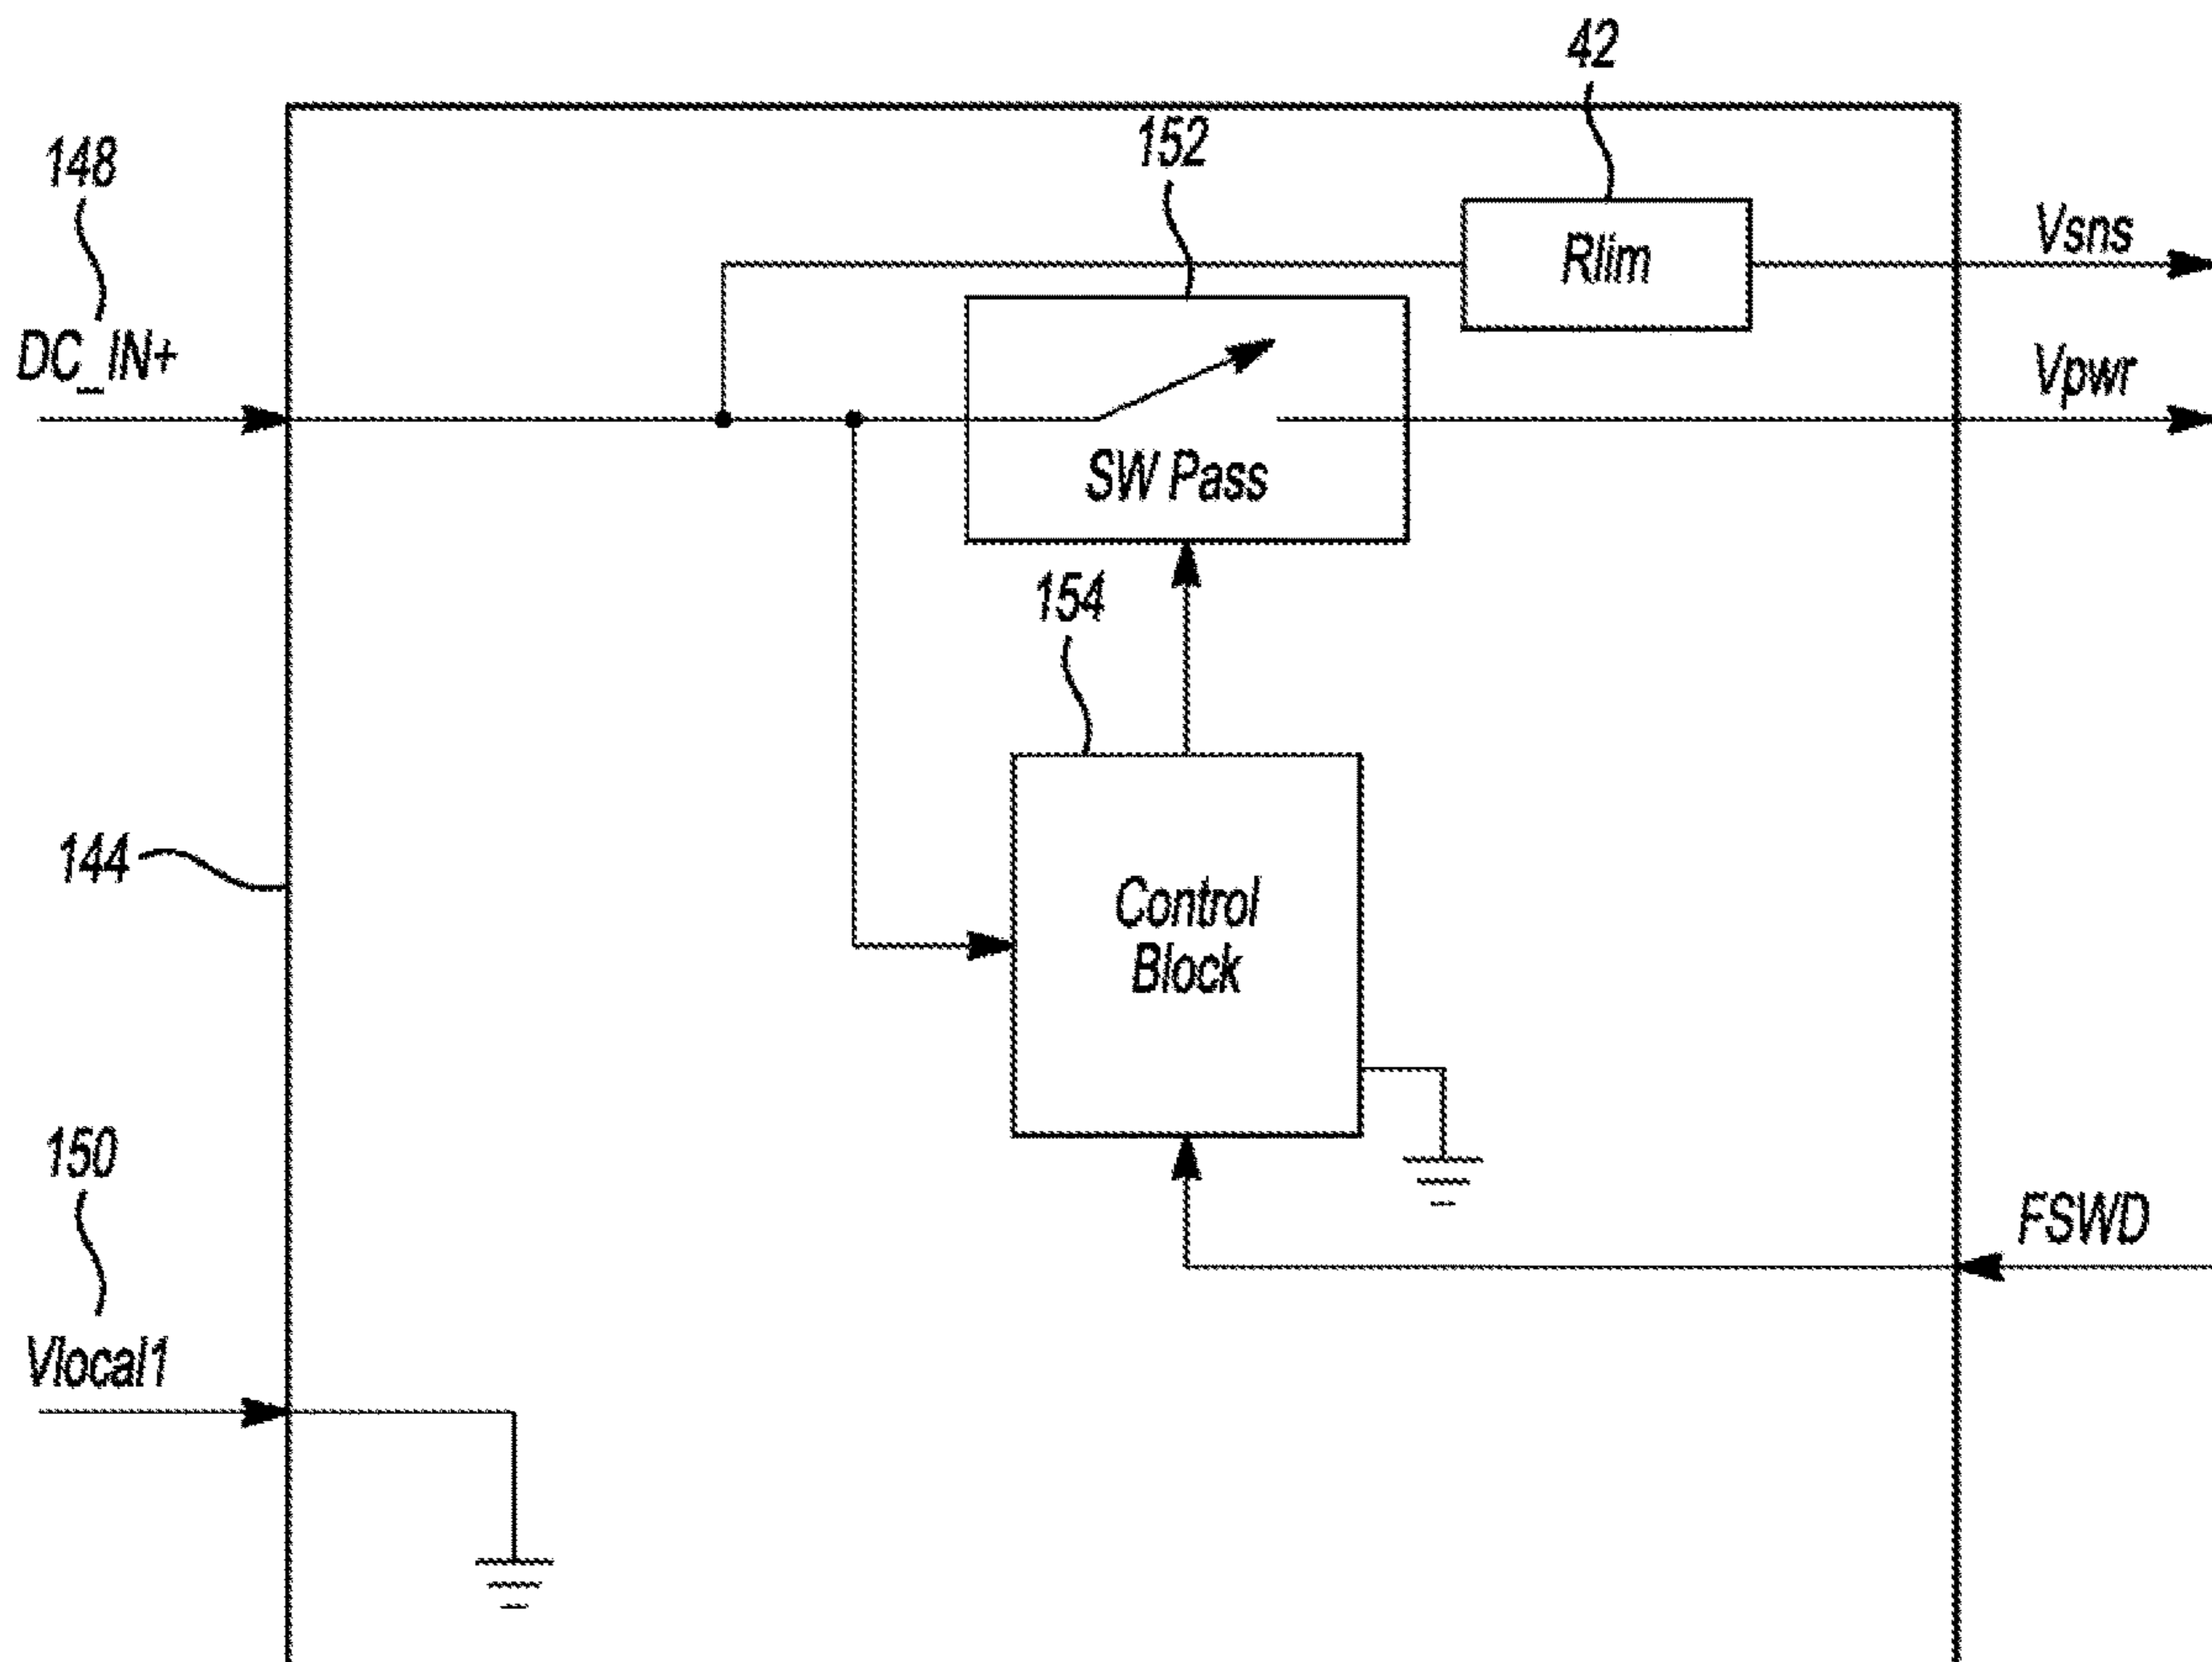 42
152
148
Rlim
Vsns
DC_IN+
Vpwr
SW Pass
154
144
Control
Block
150
FSWD
Vlocal1